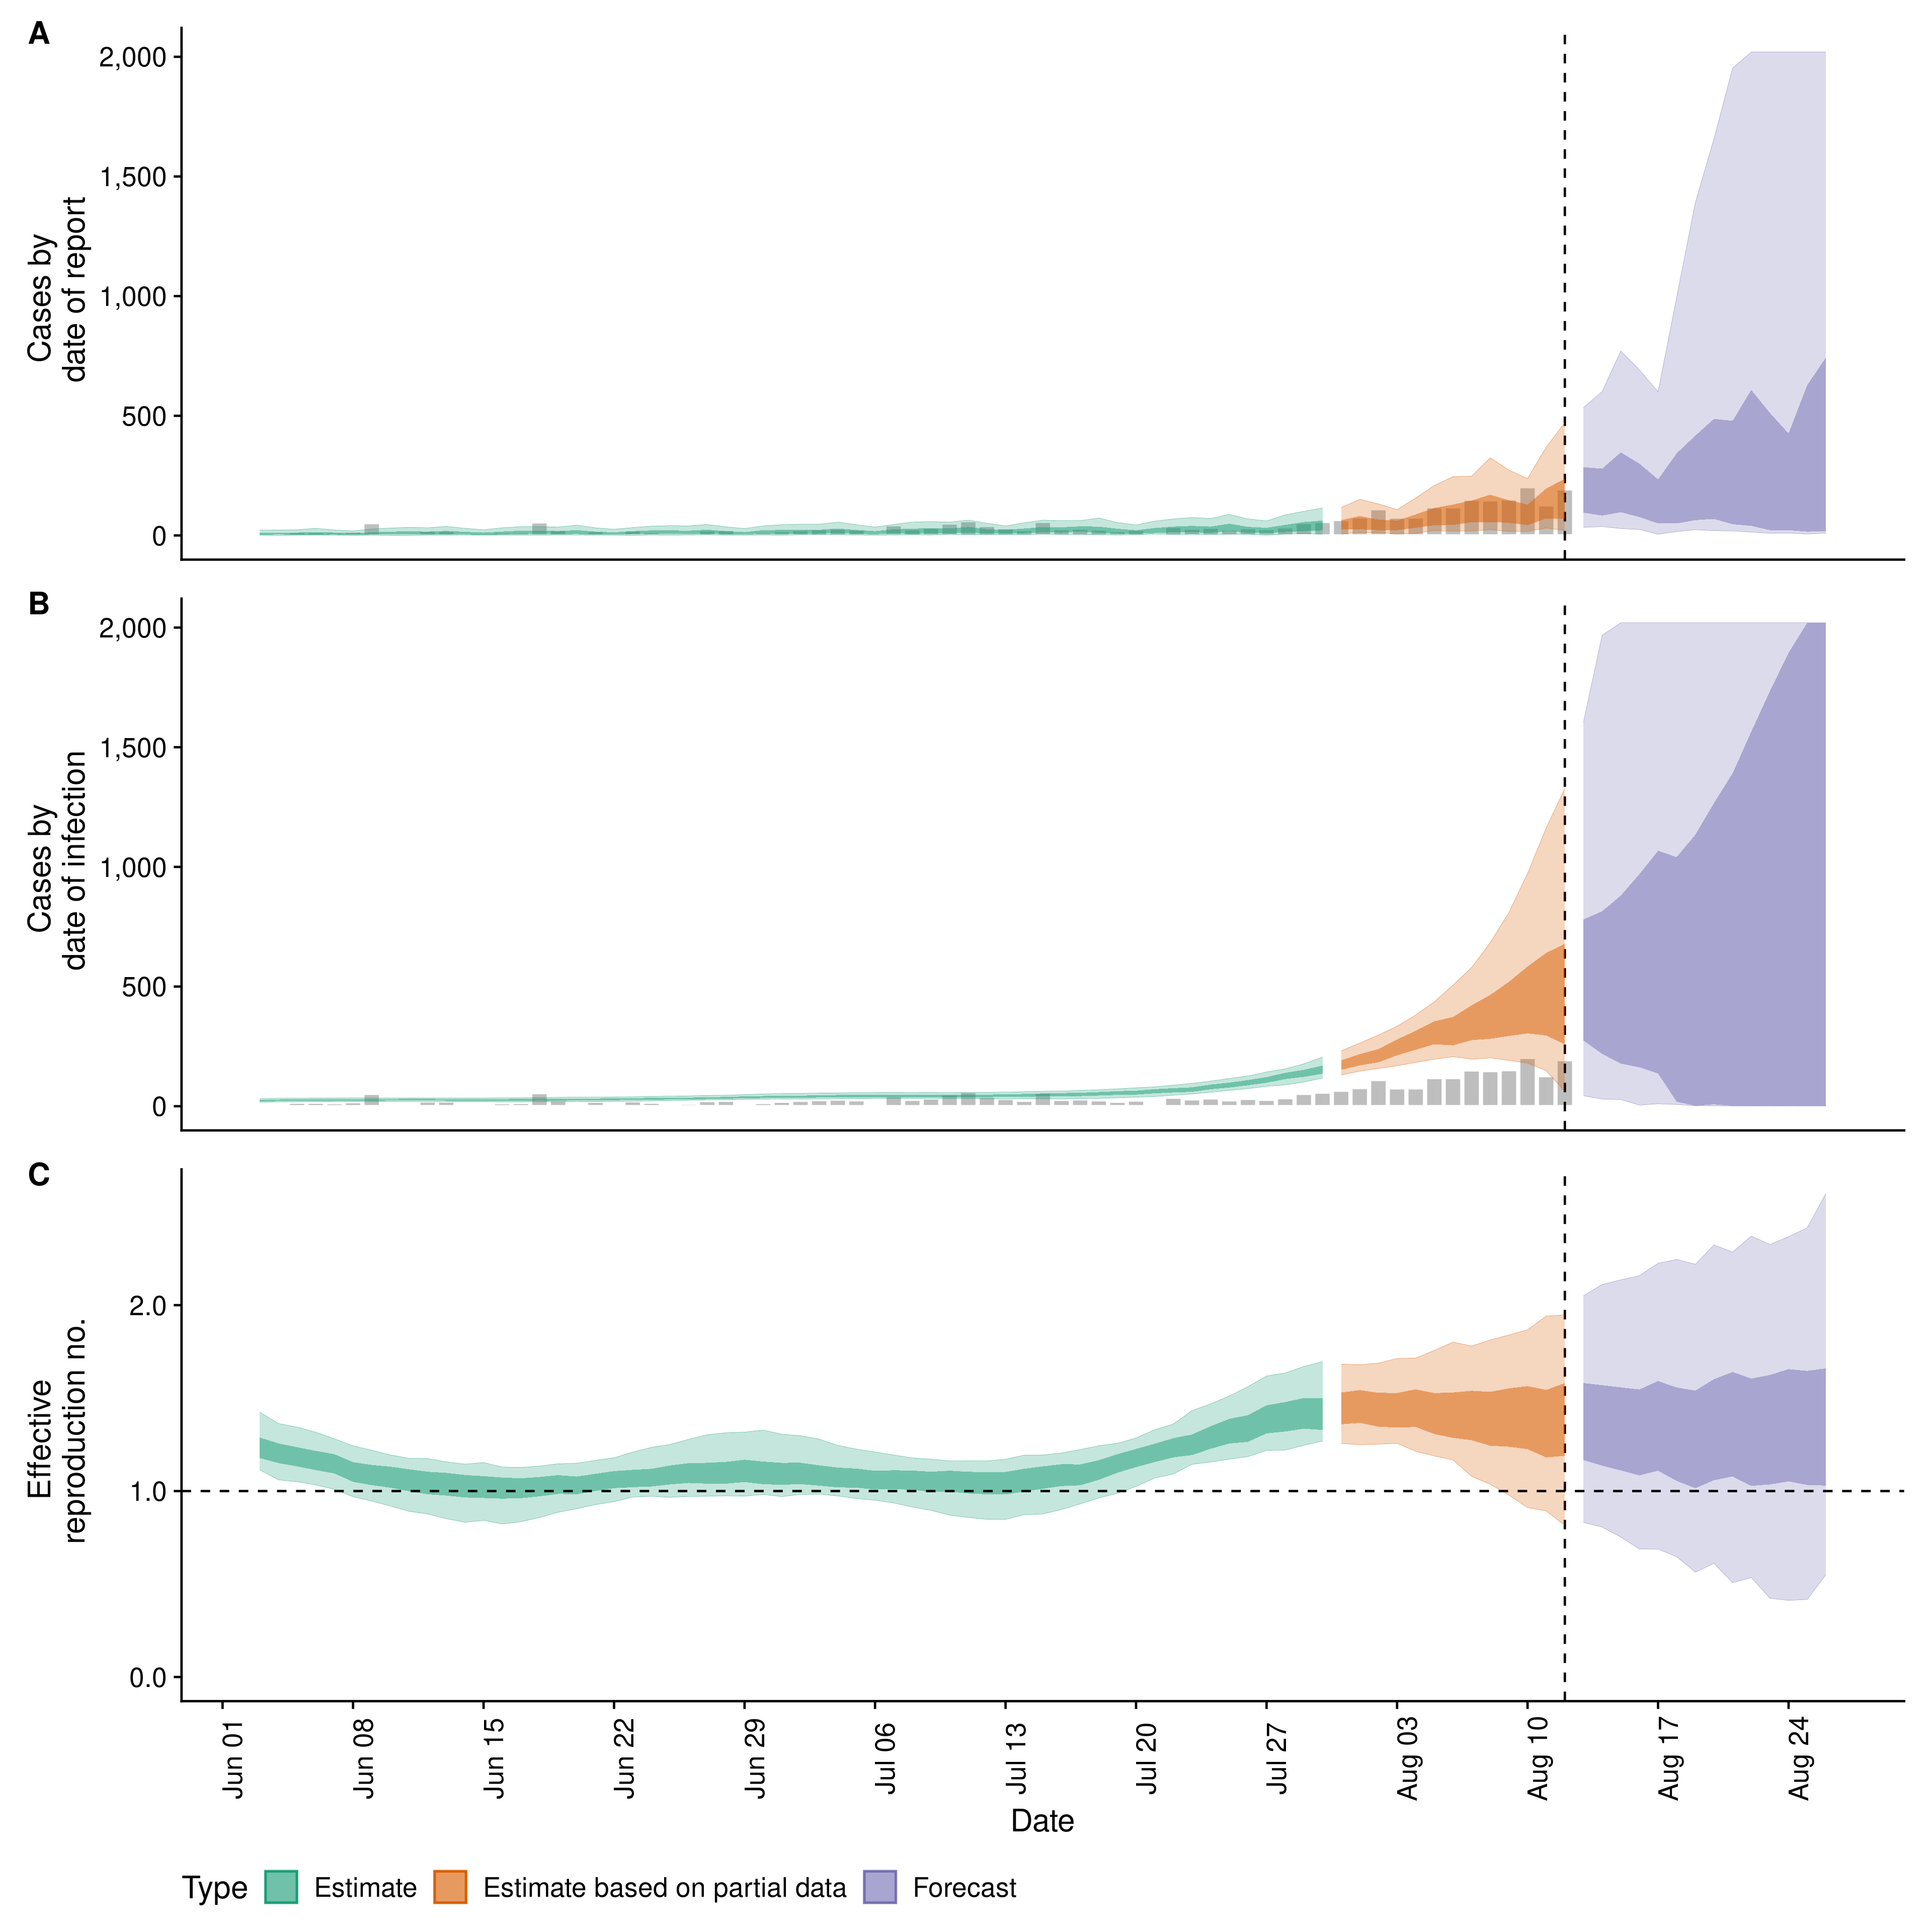 A
2,000
1,500
1,000
500
0
Cases by
date of report
B
2,000
1,500
1,000
500
0
Cases by
date of infection
C
2.0
1.0
0.0
Effective
reproduction no.
Jun 01
Jun 08
Jun 15
Jun 22
Jun 29
Jul 06
Jul 13
Jul 20
Jul 27
Aug 03
Aug 10
Aug 17
Aug 24
Date
Type Estimate Estimate based on partial data Forecast